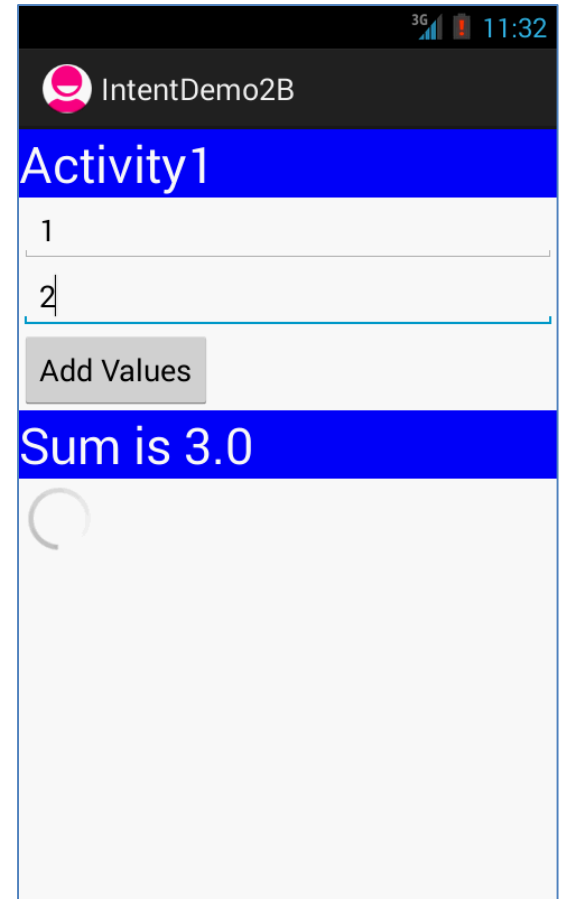 3G 11:32
IntentDemo2B
Activity1
1
2
Add Values
Sum is 3.0